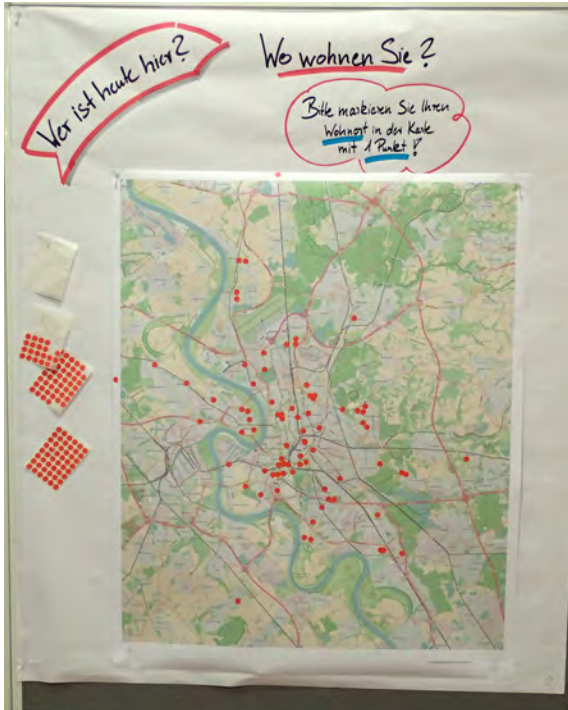 Wer ist heute hier?
Wo wohnen Sie?
Bitte markieren Sie Ihren
Wohnort in der Karte
mit 1 Punkt!